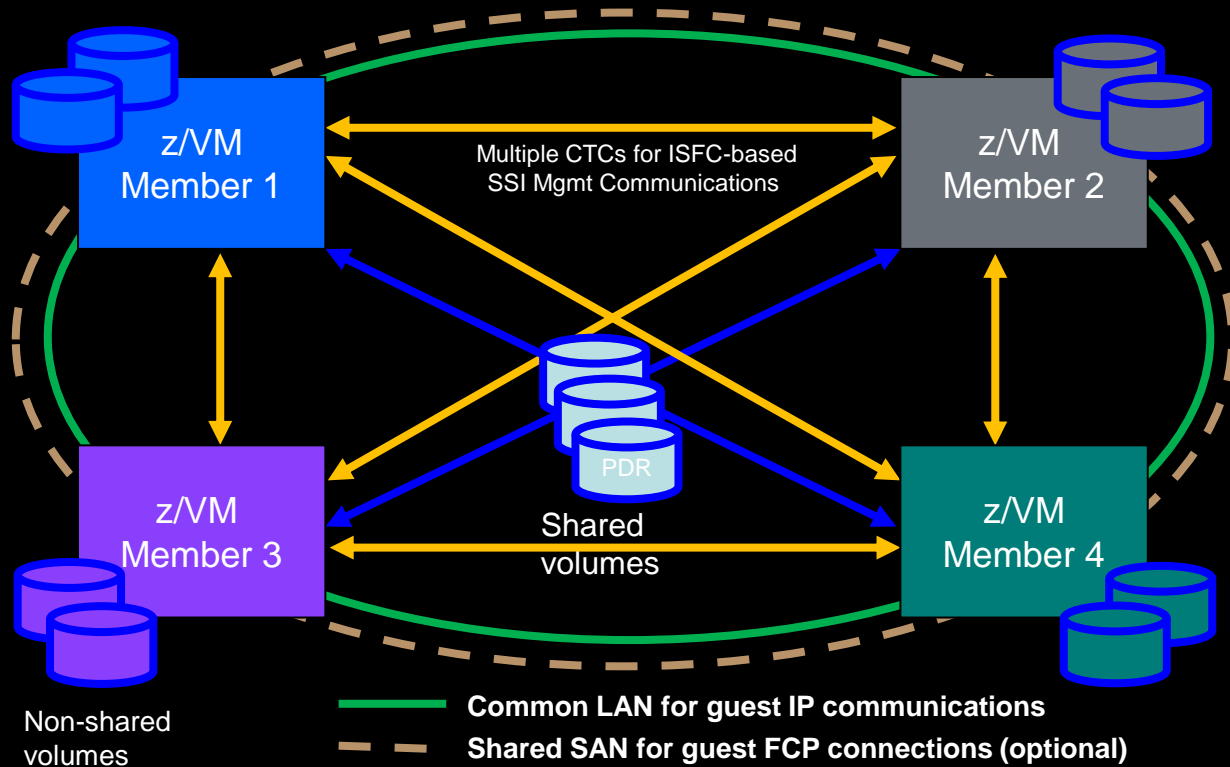 z/VM
Member 1
Multiple CTCs for ISFC-based
SSI Mgmt Communications
z/VM
Member 2
PDR
z/VM
Member 3
Shared
volumes
z/VM
Member 4
Non-shared
volumes
Common LAN for guest IP communications
Shared SAN for guest FCP connections (optional)